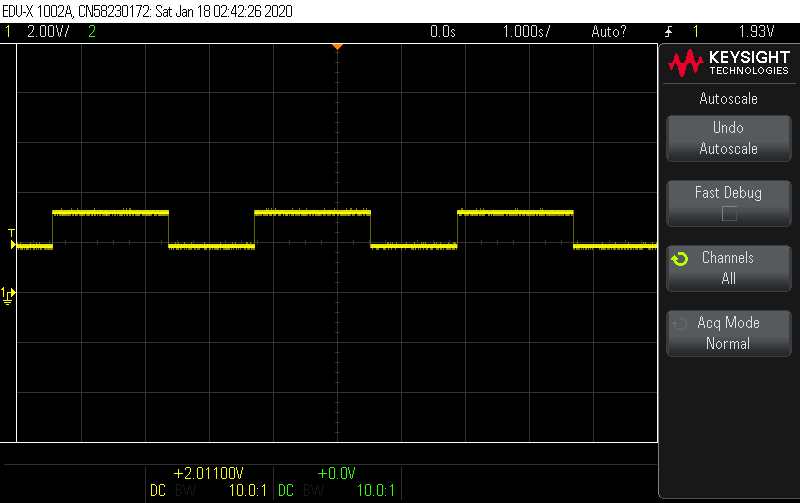 EDU-X 1002A, CN58230172: Sat Jan 18 02:42:26 2020
1 2.00V/ 2 0.0s 1.000s/ Auto? 1 1.93V
KEYSIGHT
TECHNOLOGIES
Autoscale
Undo
Autoscale
Fast Debug
T
Channels
All
1
Acq Mode
Normal
+2.01100V +0.0V
DC BW 10.0:1 DC BW 10.0:1